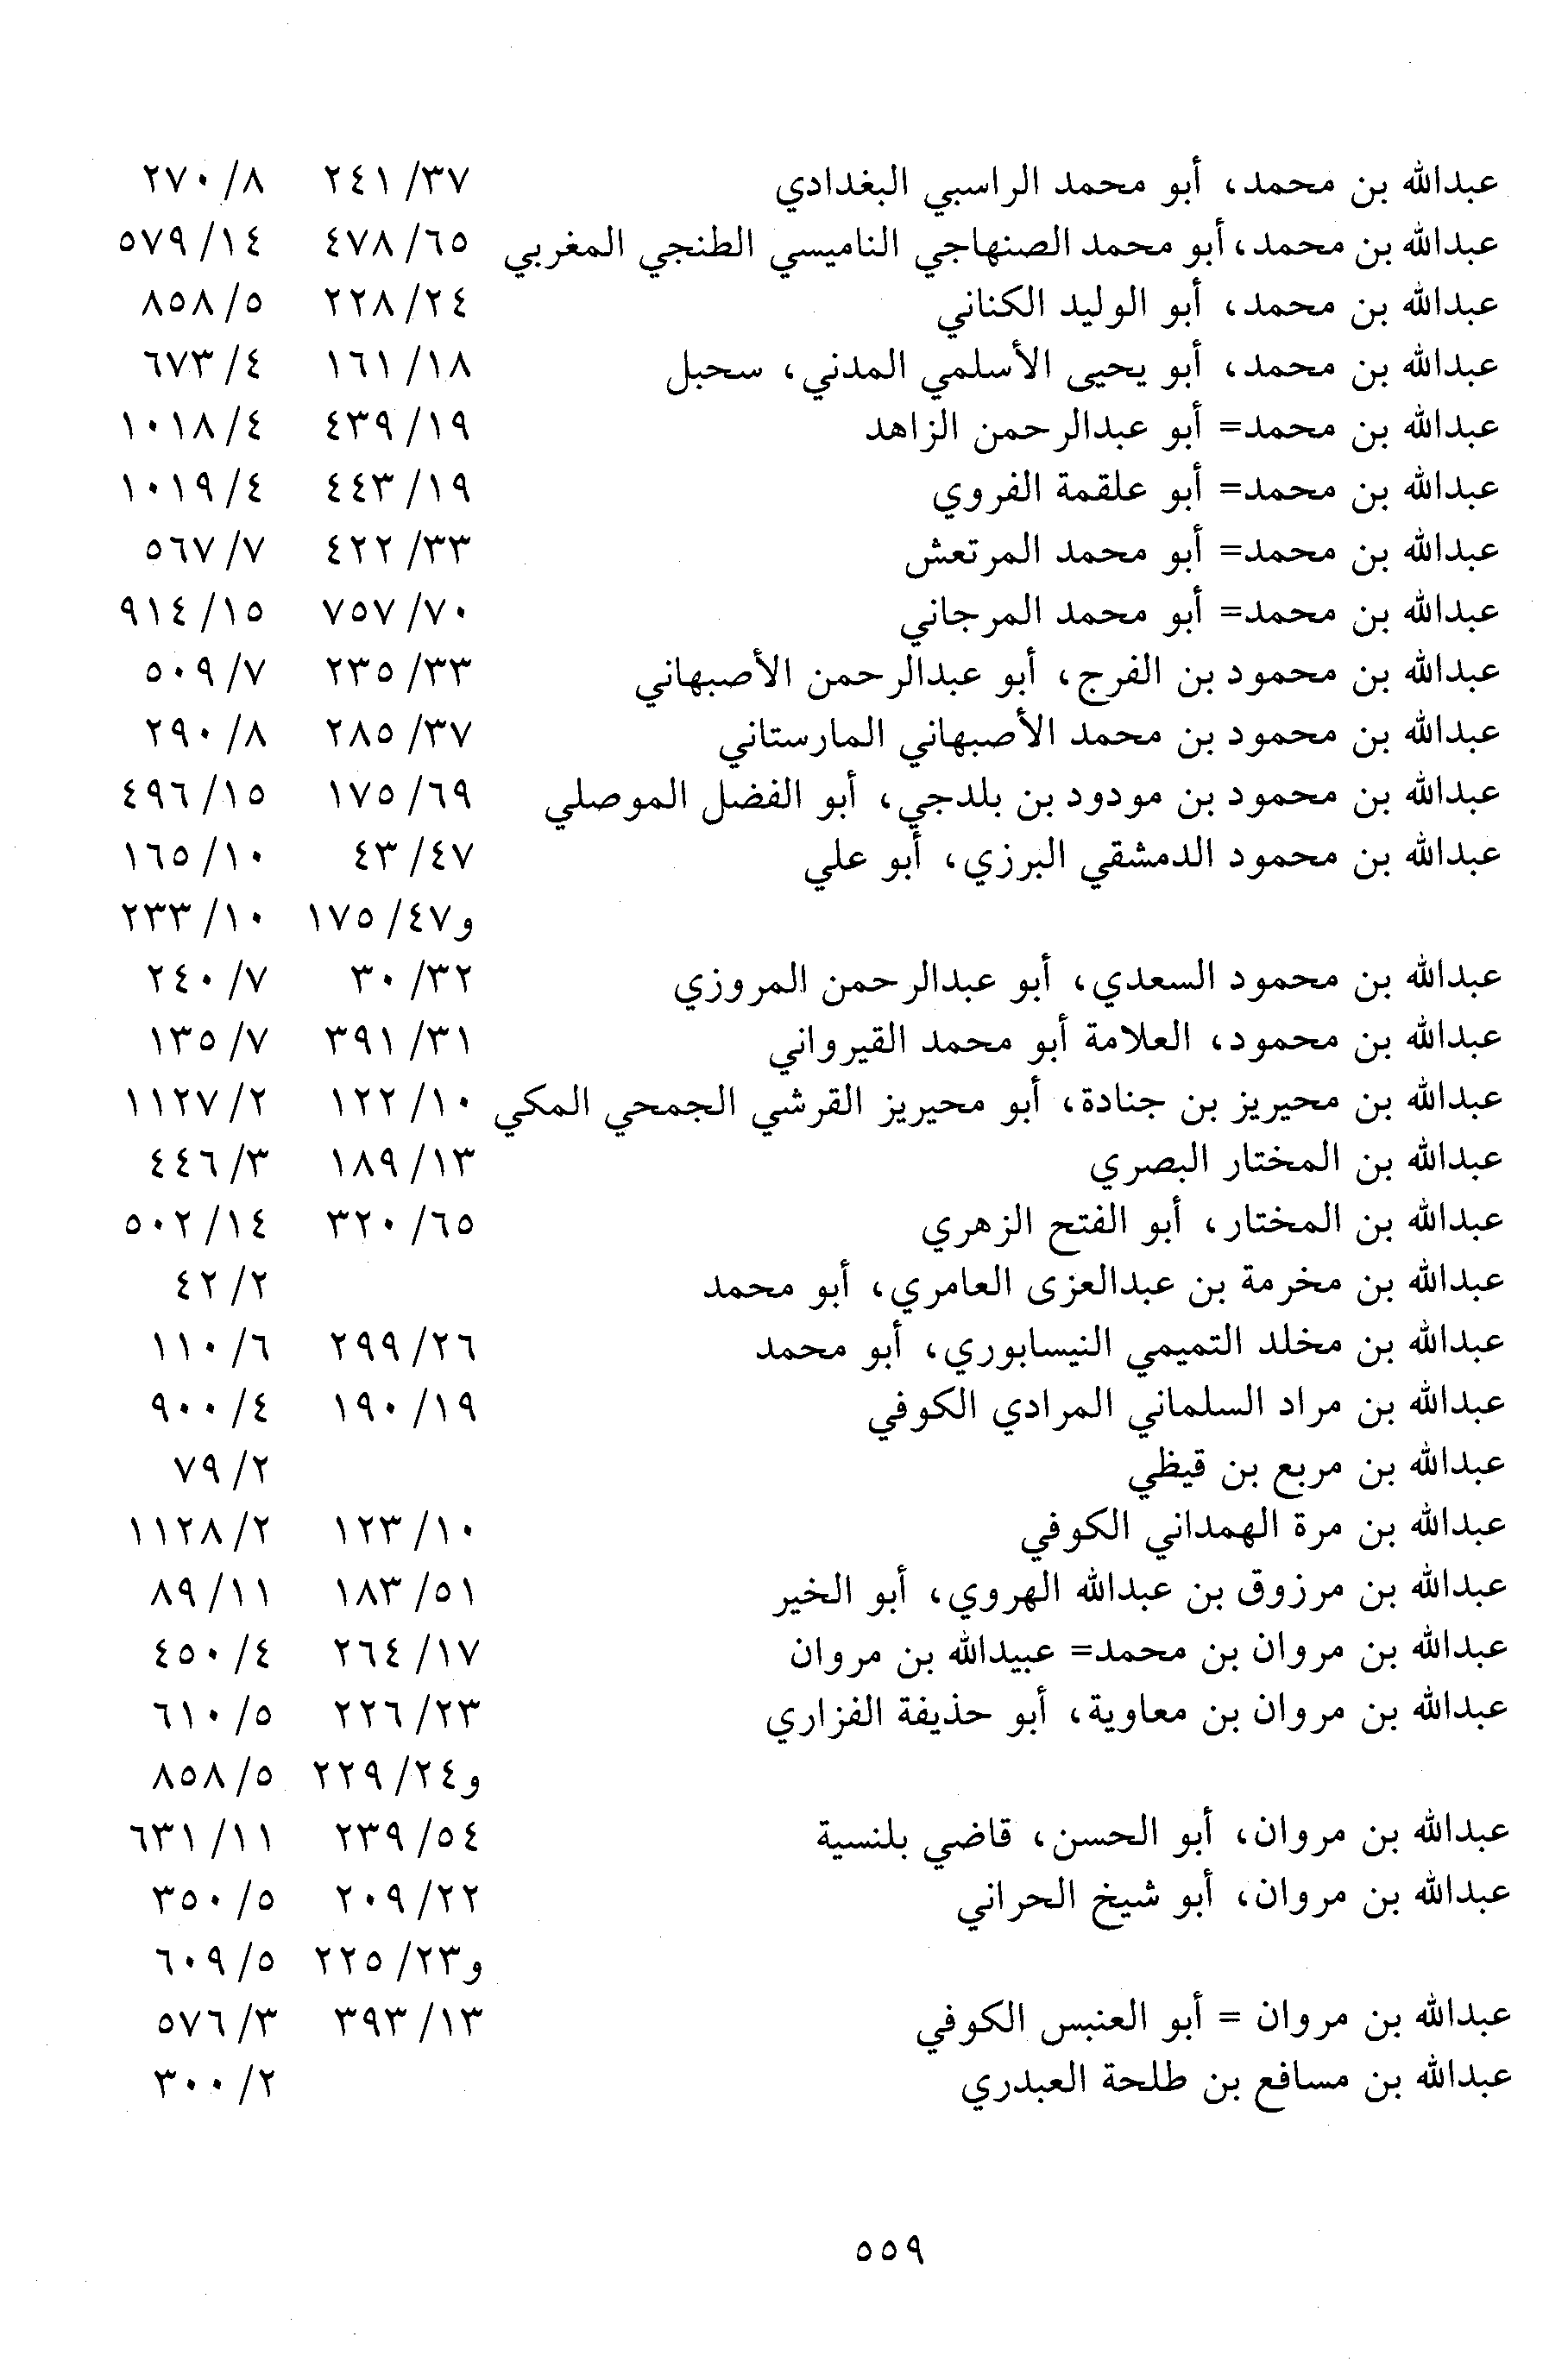 عبدالله بن محمد، أبو محمد الراسبي البغدادي ٣٧/ ٢٤١ ٨/ ٢٧٠
عبدالله بن محمد، أبو محمد الصنهاجي الناميسي الطنجي المغربي ٦٥/ ٤٧٨ ١٤/ ٥٧٩
عبدالله بن محمد، أبو الوليد الكناني ٢٤/ ٢٢٨ ٥/ ٨٥٨
عبدالله بن محمد، أبو يحيى الأسلمي المدني، سحبل ١٨/ ١٦١ ٤/ ٦٧٣
عبدالله بن محمد= أبو عبدالرحمن الزاهد ١٩/ ٤٣٩ ٤/ ١٠١٨
عبدالله بن محمد= أبو علقمة الفروي ١٩/ ٤٤٣ ٤/ ١٠١٩
عبدالله بن محمد= أبو محمد المرتعش ٣٣/ ٤٢٢ ٧/ ٥٦٧
عبدالله بن محمد= أبو محمد المرجاني ٧٠/ ٧٥٧ ١٥/ ٩١٤
عبدالله بن محمود بن الفرج، أبو عبدالرحمن الأصبهاني ٣٣/ ٢٣٥ ٧/ ٥٠٩
عبدالله بن محمود بن محمد الأصبهاني المارستاني ٣٧/ ٢٨٥ ٨/ ٢٩٠
عبدالله بن محمود بن مودود بن بلدجي، أبو الفضل الموصلي ٦٩/ ١٧٥ ١٥/ ٤٩٦
عبدالله بن محمود الدمشقي البرزي، أبو علي ٤٧/ ٤٣ ١٠/ ١٦٥
و٤٧/ ١٧٥ ١٠/ ٢٣٣
عبدالله بن محمود السعدي، أبو عبدالرحمن المروزي ٣٢/ ٣٠ ٧/ ٢٤٠
عبدالله بن محمود، العلامة أبو محمد القيرواني ٣١/ ٣٩١ ٧/ ١٣٥
عبدالله بن محيريز بن جنادة، أبو محيريز القرشي الجمحي المكي ١٠/ ١٢٢ ٢/ ١١٢٧
عبدالله بن المختار البصري ١٣/ ١٨٩ ٣/ ٤٤٦
عبدالله بن المختار، أبو الفتح الزهري ٦٥/ ٣٢٠ ١٤/ ٥٠٢
عبدالله بن مخرمة بن عبدالعزى العامري، أبو محمد ٢/ ٤٢
عبدالله بن مخلد التميمي النيسابوري، أبو محمد ٢٦/ ٢٩٩ ٦/ ١١٠
عبدالله بن مراد السلماني المرادي الكوفي ١٩/ ١٩٠ ٤/ ٩٠٠
عبدالله بن مربع بن قيظي ٢/ ٧٩
عبدالله بن مرة الهمداني الكوفي ١٠/ ١٢٣ ٢/ ١١٢٨
عبدالله بن مرزوق بن عبدالله الهروي، أبو الخير ٥١/ ١٨٣ ١١/ ٨٩
عبدالله بن مروان بن محمد= عبيدالله بن مروان ١٧/ ٢٦٤ ٤/ ٤٥٠
عبدالله بن مروان بن معاوية، أبو حذيفة الفزاري ٢٣/ ٢٢٦ ٥/ ٦١٠
و٢٤/ ٢٢٩ ٥/ ٨٥٨
عبدالله بن مروان، أبو الحسن، قاضي بلنسية ٥٤/ ٢٣٩ ١١/ ٦٣١
عبدالله بن مروان، أبو شيخ الحراني ٢٢/ ٢٠٩ ٥/ ٣٥٠
و٢٣/ ٢٢٥ ٥/ ٦٠٩
عبدالله بن مروان = أبو العنبس الكوفي ١٣/ ٣٩٣ ٣/ ٥٧٦
عبدالله بن مسافع بن طلحة العبدري ٢/ ٣٠٠
٥٥٩